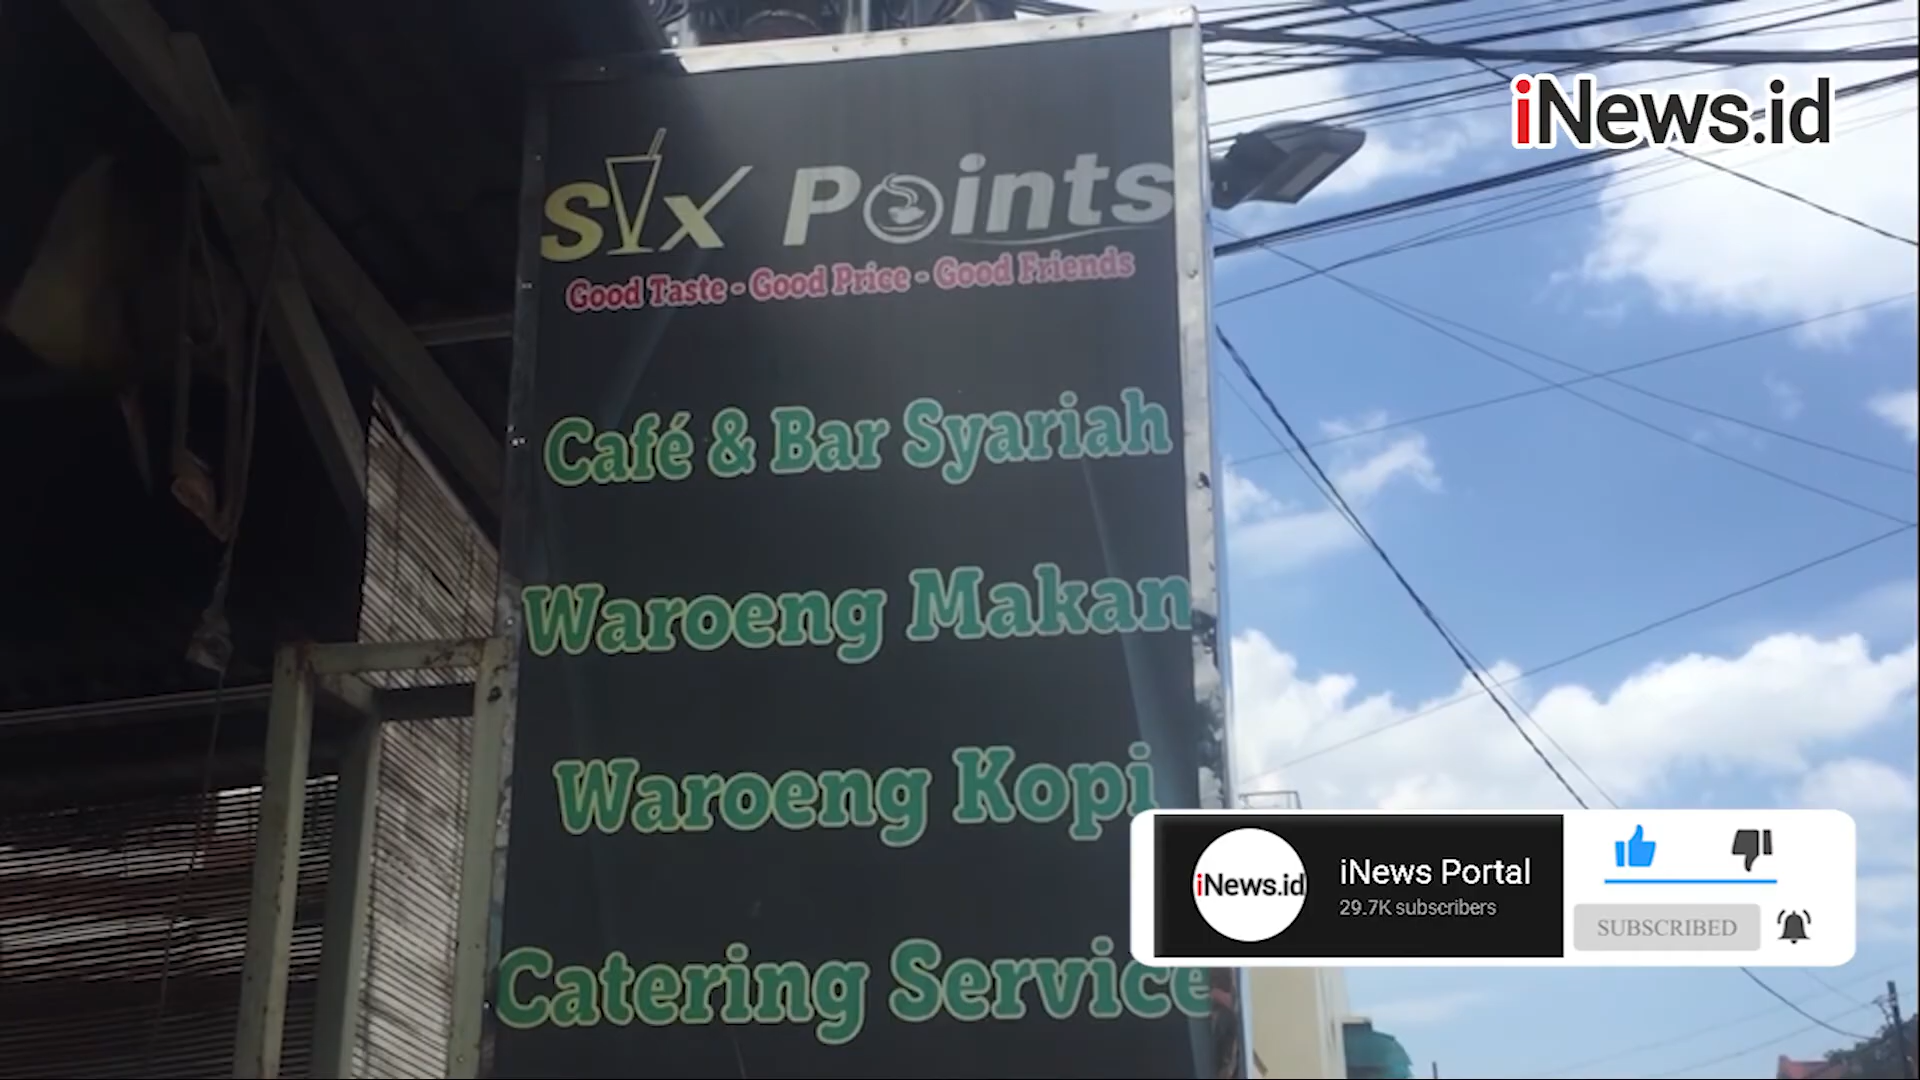 iNews.id
Six Points
Good Taste - Good Price - Good Friends
Café & Bar Syariah
Waroeng Makan
Waroeng Kopi
Catering Service
iNews.id
iNews Portal
29.7K subscribers
SUBSCRIBED